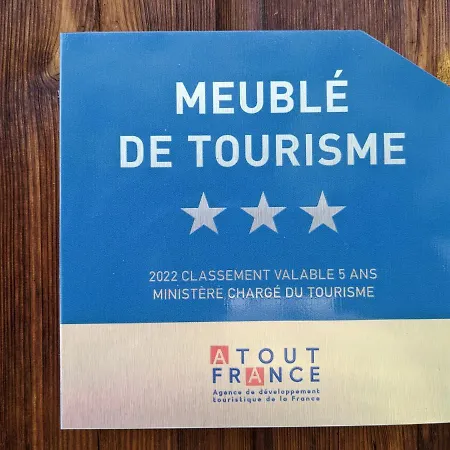 MEUBLÉ
DE TOURISME
2022 CLASSEMENT VALABLE 5 ANS
MINISTÈRE CHARGÉ DU TOURISME
ATOUT
FRANCE
Agence de développement
touristique de la France